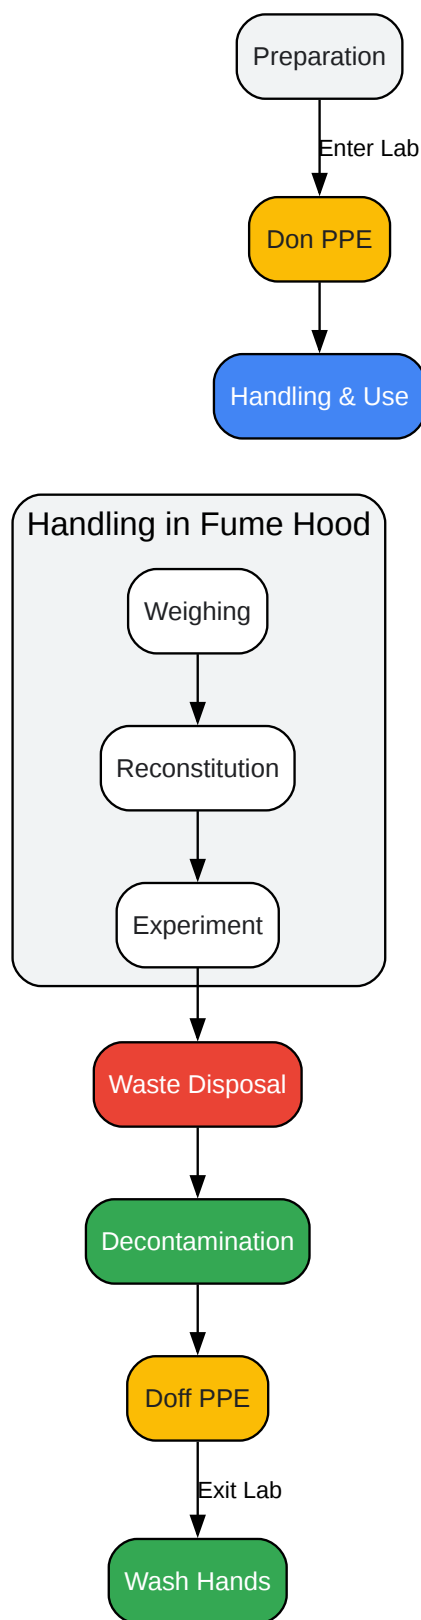 Preparation
Enter Lab
Don PPE
Handling & Use
Handling in Fume Hood
Weighing
Reconstitution
Experiment
Waste Disposal
Decontamination
Doff PPE
Exit Lab
Wash Hands